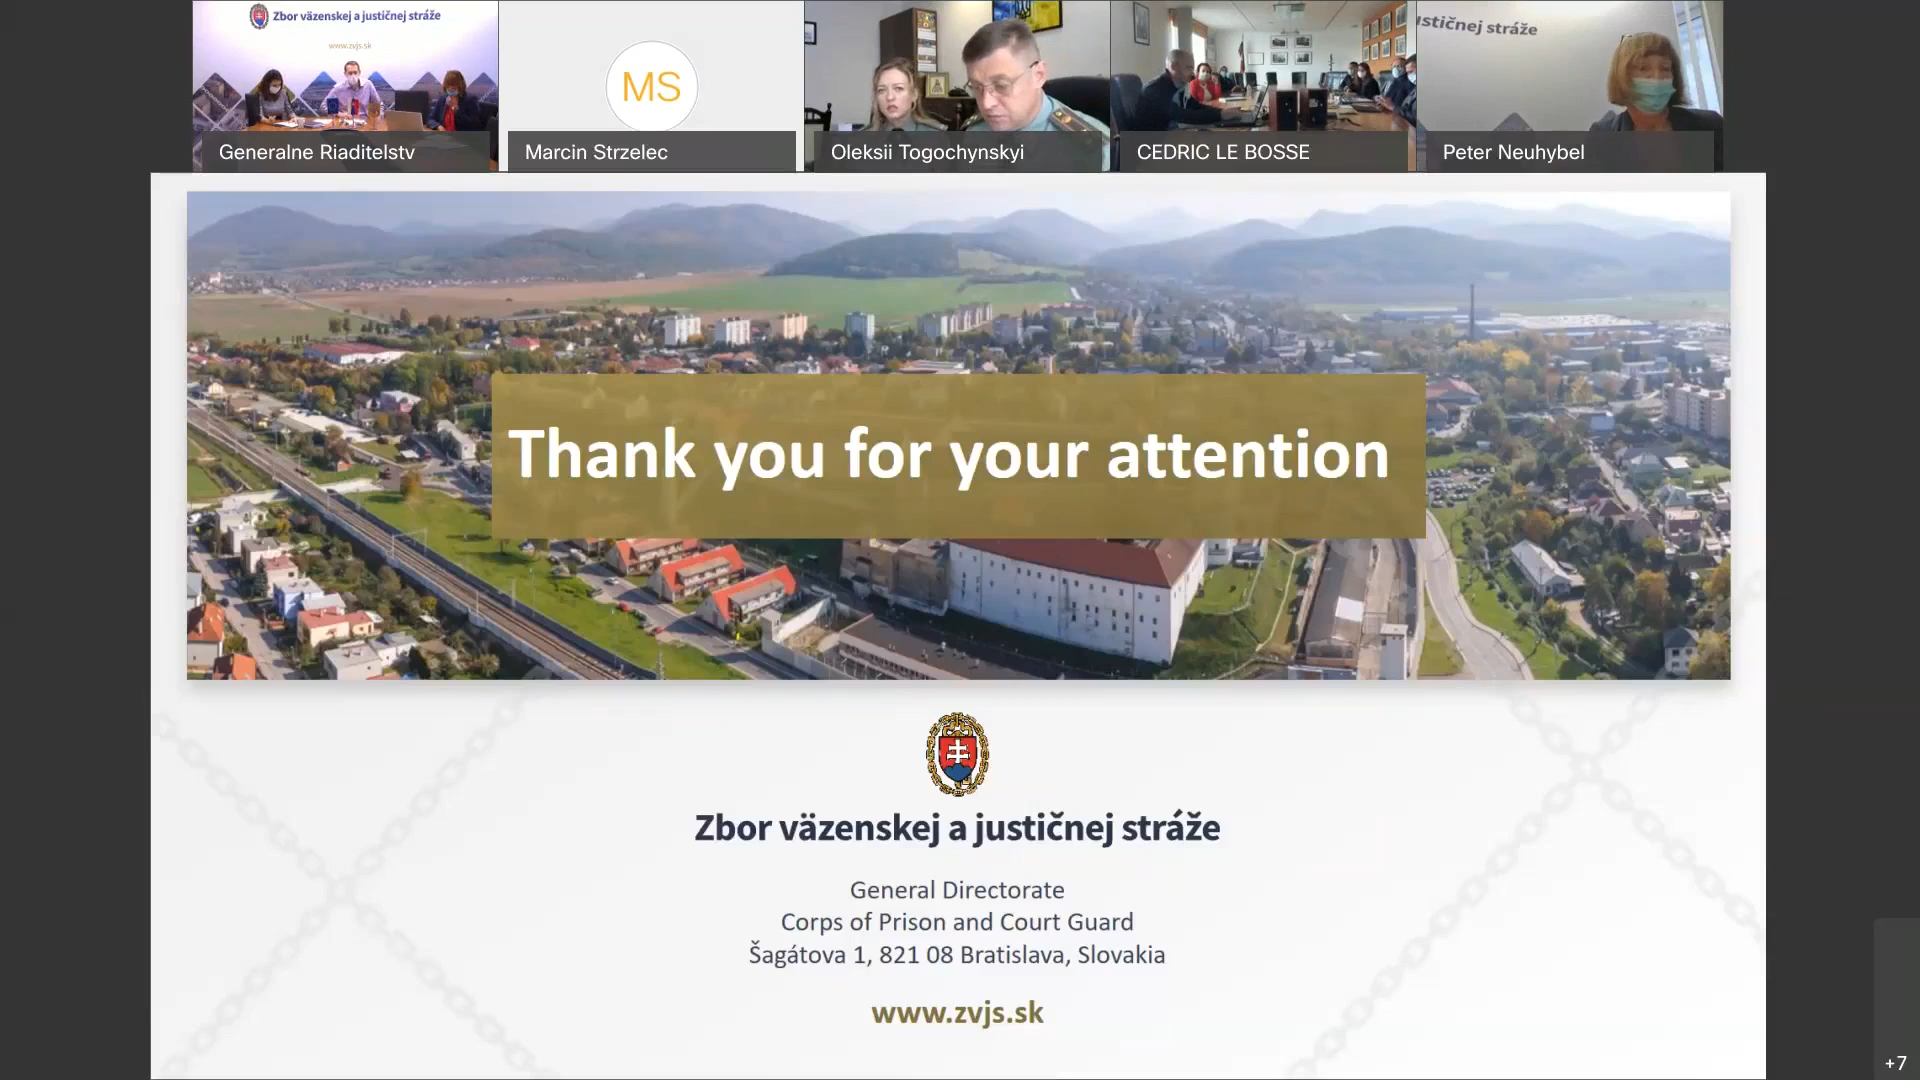 Zbor väzenskej a justičnej stráže
www.zvjs.sk
MS
ustičnej stráže
Generalne Riaditelstv
Marcin Strzelec
Oleksii Togochynskyi
CEDRIC LE BOSSE
Peter Neuhybel
Thank you for your attention
Zbor väzenskej a justičnej stráže
General Directorate
Corps of Prison and Court Guard
Šagátova 1, 821 08 Bratislava, Slovakia
www.zvjs.sk
+7